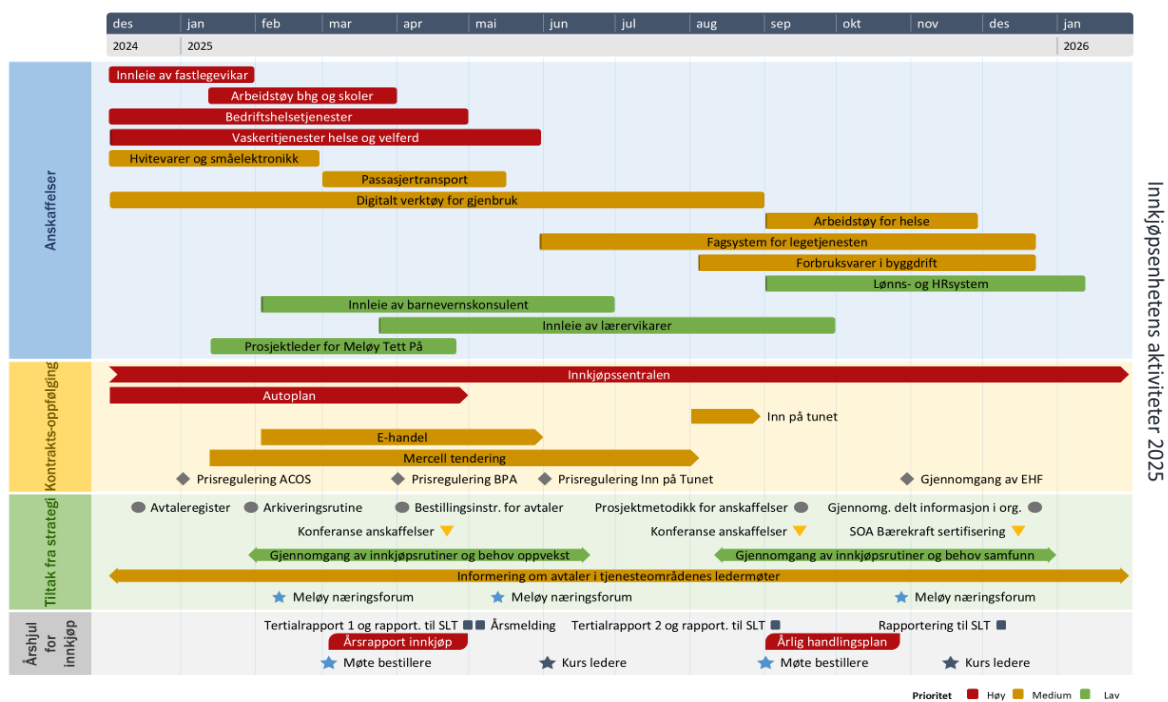 des jan feb mar apr mai jun jul aug sep okt nov des jan
2024 2025 2026
Innkjøpsenhetens aktiviteter 2025
Anskaffelser
Innleie av fastlegevikar
Arbeidstøy bhg og skoler
Bedriftshelsetjenester
Vaskeritjenester helse og velferd
Hvitevarer og småelektronikk
Passasjertransport
Digitalt verktøy for gjenbruk
Arbeidstøy for helse
Fagsystem for legetjenesten
Forbruksvarer i byggdrift
Lønns- og HRsystem
Innleie av barnevernskonsulent
Innleie av lærervikarer
Prosjektleder for Meløy Tett På
Kontrakts-oppfølging
Innkjøpssentralen
Autoplan
Inn på tunet
E-handel
Mercell tendering
Prisregulering ACOS Prisregulering BPA Prisregulering Inn på Tunet Gjennomgang av EHF
Tiltak fra strategi
Avtaleregister Arkiveringsrutine Bestillingsinstr. for avtaler Prosjektmetodikk for anskaffelser Gjennomg. delt informasjon i org.
Konferanse anskaffelser Konferanse anskaffelser SOA Bærekraft sertifisering
Gjennomgang av innkjøpsrutiner og behov oppvekst Gjennomgang av innkjøpsrutiner og behov samfunn
Informering om avtaler i tjenesteområdenes ledermøter
Meløy næringsforum Meløy næringsforum Meløy næringsforum
Årshjul
for
innkjøp
Tertialrapport 1 og rapport. til SLT Årsmelding Tertialrapport 2 og rapport. til SLT Rapportering til SLT
Årsrapport innkjøp Årlig handlingsplan
Møte bestillere Kurs ledere Møte bestillere Kurs ledere
Prioritet Høy Medium Lav